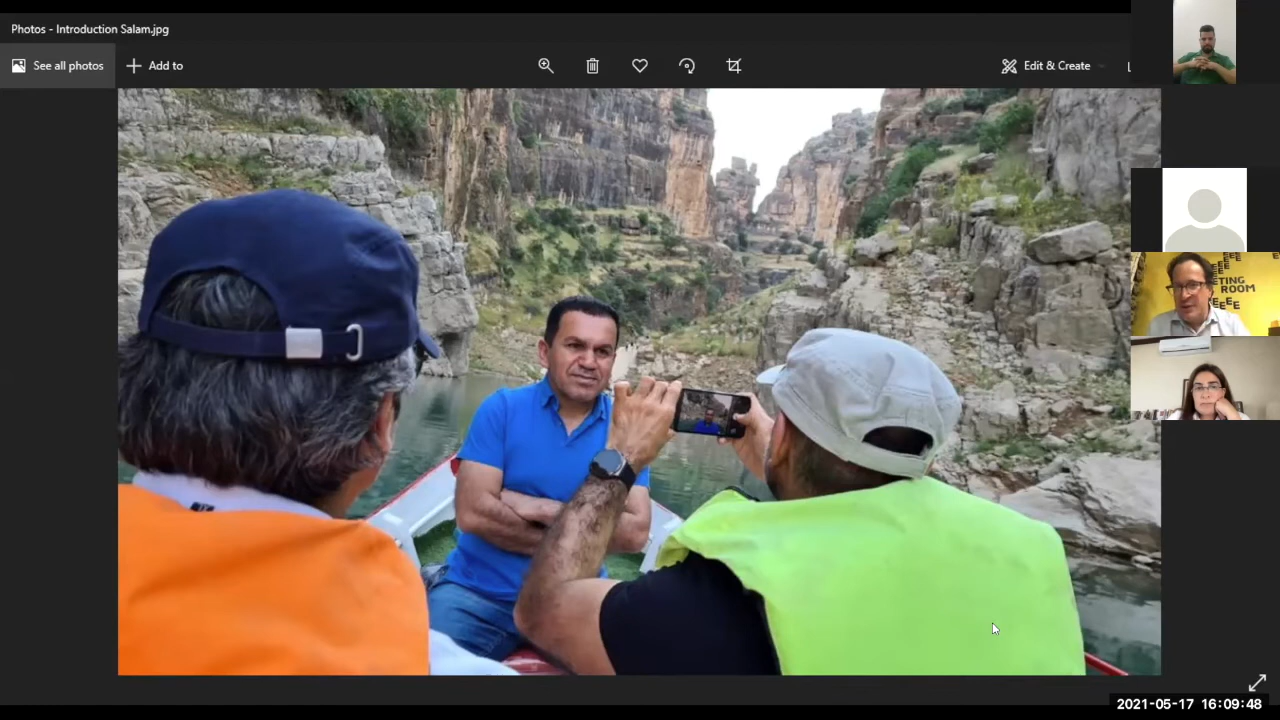 Photos - Introduction Salam.jpg
See all photos
Add to
Edit & Create
TING
ROOM
2021-05-17 16:09:48